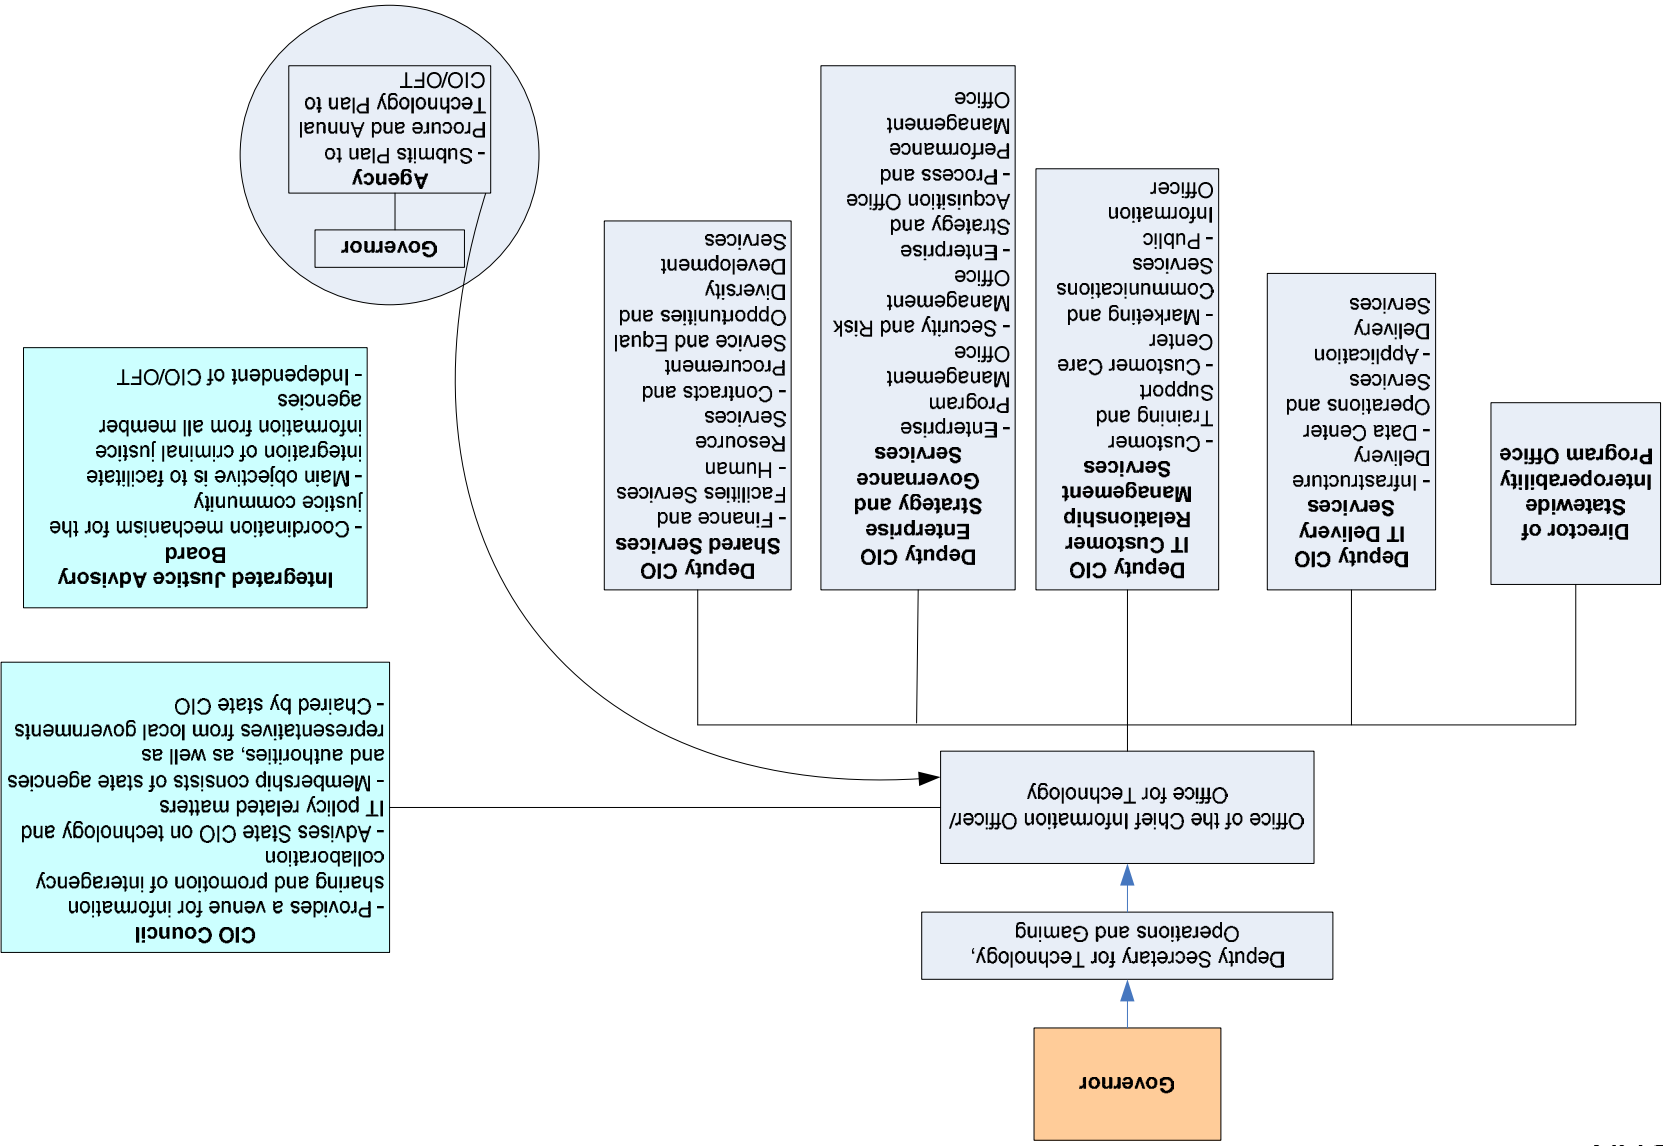 Governor
Deputy Secretary for Technology,
Operations and Gaming
Office of the Chief Information Officer/
Office for Technology
CIO Council
- Provides a venue for information
sharing and promotion of interagency
collaboration
- Advises State CIO on technology and
IT policy related matters
- Membership consists of state agencies
and authorities, as well as
representatives from local governments
- Chaired by state CIO
Director of
Statewide
Interoperability
Program Office
Deputy CIO
IT Delivery
Services
- Infrastructure
Delivery
- Data Center
Operations and
Services
- Application
Delivery
Services
Deputy CIO
IT Customer
Relationship
Management
Services
- Customer
Training and
Support
- Customer Care
Center
- Marketing and
Communications
Services
- Public
Information
Officer
Deputy CIO
Enterprise
Strategy and
Governance
Services
- Enterprise
Program
Management
Office
- Security and Risk
Management
Office
- Enterprise
Strategy and
Acquisition Office
- Process and
Performance
Management
Office
Deputy CIO
Shared Services
- Finance and
Facilities Services
- Human
Resource
Services
- Contracts and
Procurement
Service and Equal
Opportunities and
Diversity
Development
Services
Integrated Justice Advisory
Board
- Coordination mechanism for the
justice community
- Main objective is to facilitate
integration of criminal justice
information from all member
agencies
- Independent of CIO/OFT
Governor
Agency
- Submits Plan to
Procure and Annual
Technology Plan to
CIO/OFT